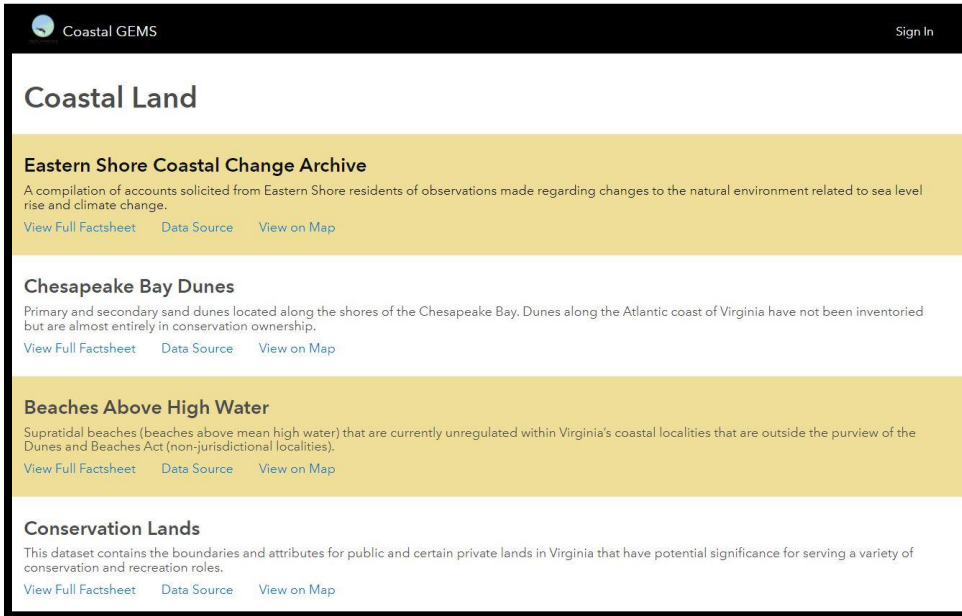 Coastal GEMS
Sign In
Coastal Land
Eastern Shore Coastal Change Archive
A compilation of accounts solicited from Eastern Shore residents of observations made regarding changes to the natural environment related to sea level
rise and climate change.
View Full Factsheet Data Source View on Map
Chesapeake Bay Dunes
Primary and secondary sand dunes located along the shores of the Chesapeake Bay. Dunes along the Atlantic coast of Virginia have not been inventoried
but are almost entirely in conservation ownership.
View Full Factsheet Data Source View on Map
Beaches Above High Water
Supratidal beaches (beaches above mean high water) that are currently unregulated within Virginia's coastal localities that are outside the purview of the
Dunes and Beaches Act (non-jurisdictional localities).
View Full Factsheet Data Source View on Map
Conservation Lands
This dataset contains the boundaries and attributes for public and certain private lands in Virginia that have potential significance for serving a variety of
conservation and recreation roles.
View Full Factsheet Data Source View on Map